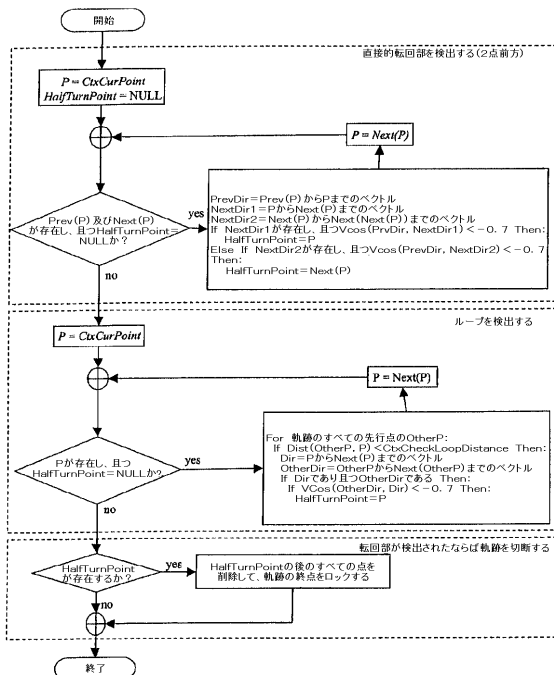 開始
直接的転回部を検出する(2点前方)
P = CtxCurPoint
HalfTurnPoint = NULL
P = Next(P)
Prev(P)及びNext(P)
が存在し、且つHalfTurnPoint=
NULLか?
yes
PrevDir=Prev(P)からPまでのベクトル
NextDir1=PからNext(P)までのベクトル
NextDir2=Next(P)からNext(Next(P))までのベクトル
If NextDir1が存在し、且つVcos(PrvDir, NextDir1)<-0.7 Then:
HalfTurnPoint=P
Else If NextDir2が存在し、且つVcos(PrevDir, NextDir2)<-0.7
Then:
HalfTurnPoint=Next(P)
no
ループを検出する
P = CtxCurPoint
P = Next(P)
Pが存在し、且つ
HalfTurnPoint=NULLか?
yes
For 軌跡のすべての先行点のOtherP:
If Dist(OtherP, P)<CtxCheckLoopDistance Then:
Dir=PからNext(P)までのベクトル
OtherDir=OtherPからNext(OtherP)までのベクトル
If Dirであり且つOtherDirである Then:
If VCos(OtherDir, Dir)<-0.7 Then:
HalfTurnPoint=P
no
転回部が検出されたならば軌跡を切断する
HalfTurnPoint
が存在するか?
yes
HalfTurnPointの後のすべての点を
削除して、軌跡の終点をロックする
no
終了